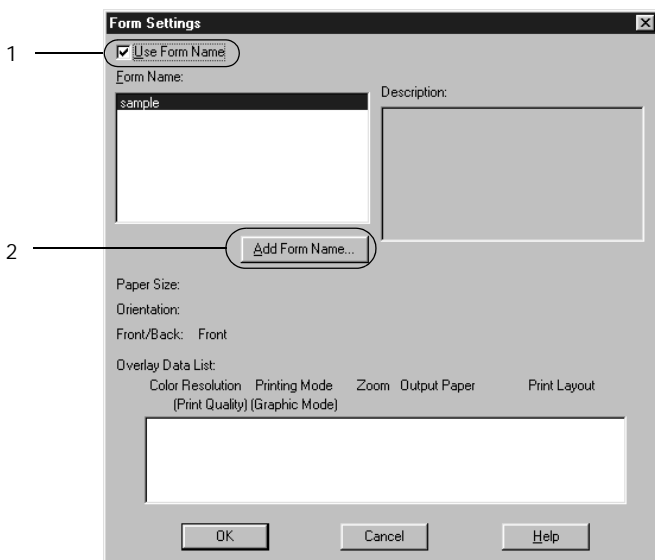 Form Settings
1
Use Form Name
Form Name:
Description:
sample
2
Add Form Name...
Paper Size:
Orientation:
Front/Back: Front
Overlay Data List:
Color Resolution Printing Mode Zoom Output Paper Print Layout
(Print Quality) (Graphic Mode)
OK Cancel Help